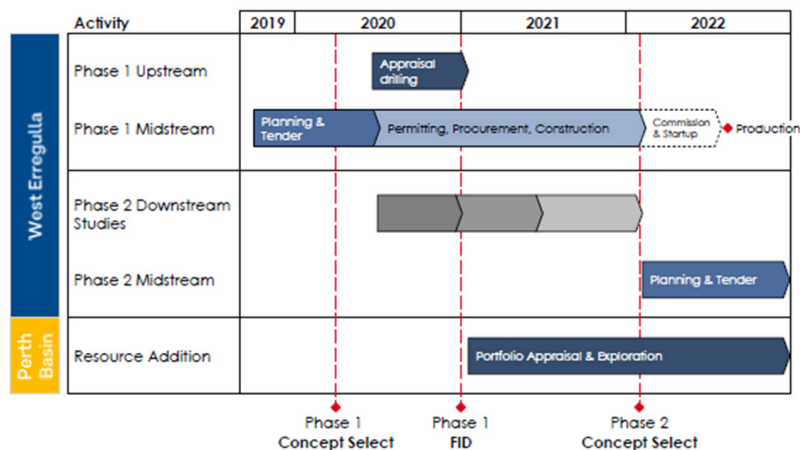 Activity
2019
2020
2021
2022
West Erregulla
Phase 1 Upstream
Appraisal
drilling
Phase 1 Midstream
Planning &
Tender
Permitting, Procurement, Construction
Commission
& Startup
Production
Phase 2 Downstream
Studies
Phase 2 Midstream
Planning & Tender
Perth
Basin
Resource Addition
Portfolio Appraisal & Exploration
Phase 1
Concept Select
Phase 1
FID
Phase 2
Concept Select